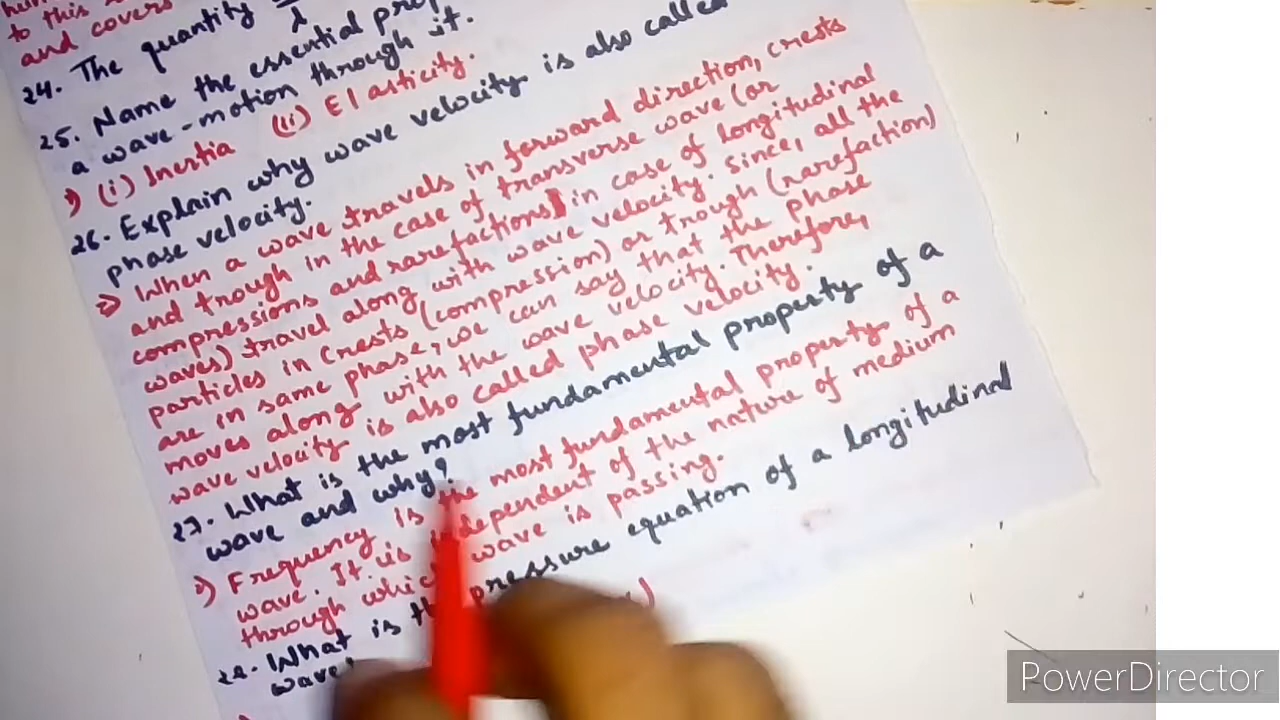 to this
and covers
24. The quantity
λ
25. Name the essential prop
a wave-motion through it.
(i) Inertia (ii) Elasticity.
26. Explain why wave velocity is also called
phase velocity.
⇒ When a wave travels in forward direction, crests
and trough in the case of transverse wave (or
compressions and rarefactions) in case of longitudinal
waves) travel along with wave velocity. Since, all the
particles in crests (compression) or trough (rarefaction)
are in same phase, we can say that the phase
moves along with the wave velocity. Therefore,
wave velocity is also called phase velocity.
27. What is the most fundamental property of a
wave and why?
Frequency is the most fundamental property of a
wave. It is independent of the nature of medium
through which wave is passing.
28. What is the pressure equation of a longitudinal
wave
PowerDirector